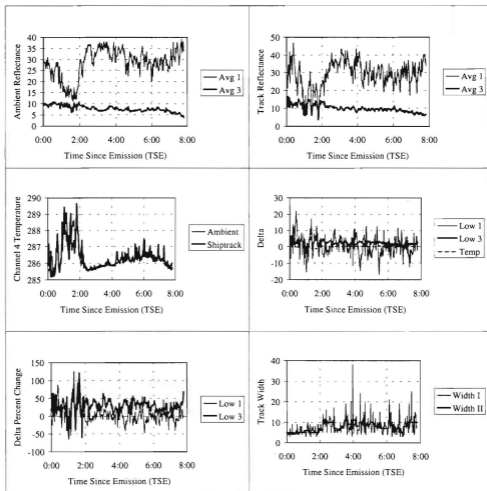 Ambient Reflectance
40
35
30
25
20
15
10
5
0
0:00 2:00 4:00 6:00 8:00
Time Since Emission (TSE)
Avg 1
Avg 3
Track Reflectance
50
40
30
20
10
0
0:00 2:00 4:00 6:00 8:00
Time Since Emission (TSE)
Avg 1
Avg 3
Channel 4 Temperature
290
289
288
287
286
285
0:00 2:00 4:00 6:00 8:00
Time Since Emission (TSE)
Ambient
Shiptrack
Delta
30
20
10
0
-10
-20
0:00 2:00 4:00 6:00 8:00
Time Since Emission (TSE)
Low 1
Low 3
Temp
Delta Percent Change
150
100
50
0
-50
-100
0:00 2:00 4:00 6:00 8:00
Time Since Emission (TSE)
Low 1
Low 3
Track Width
40
30
20
10
0
0:00 2:00 4:00 6:00 8:00
Time Since Emission (TSE)
Width I
Width II